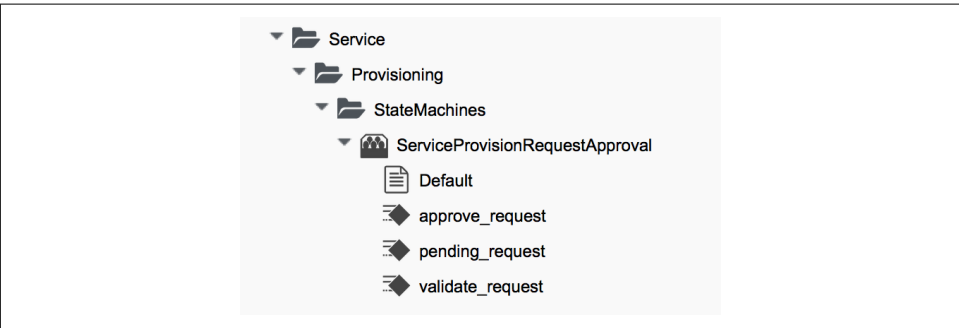 Service
Provisioning
StateMachines
ServiceProvisionRequestApproval
Default
approve_request
pending_request
validate_request